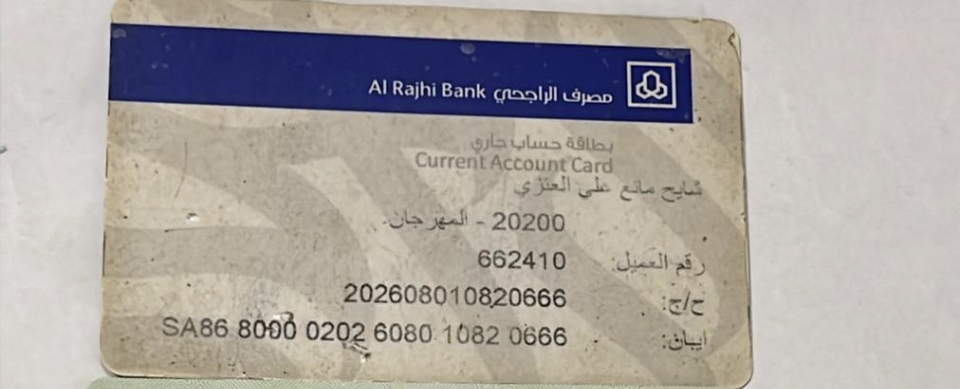 مصرف الراجحي Al Rajhi Bank
بطاقة حساب جاري
Current Account Card
شايح مانع علي العنزي
20200 - المهرجان
رقم العميل: 662410
ح/ج: 202608010820666
ايبان: SA86 8000 0202 6080 1082 0666